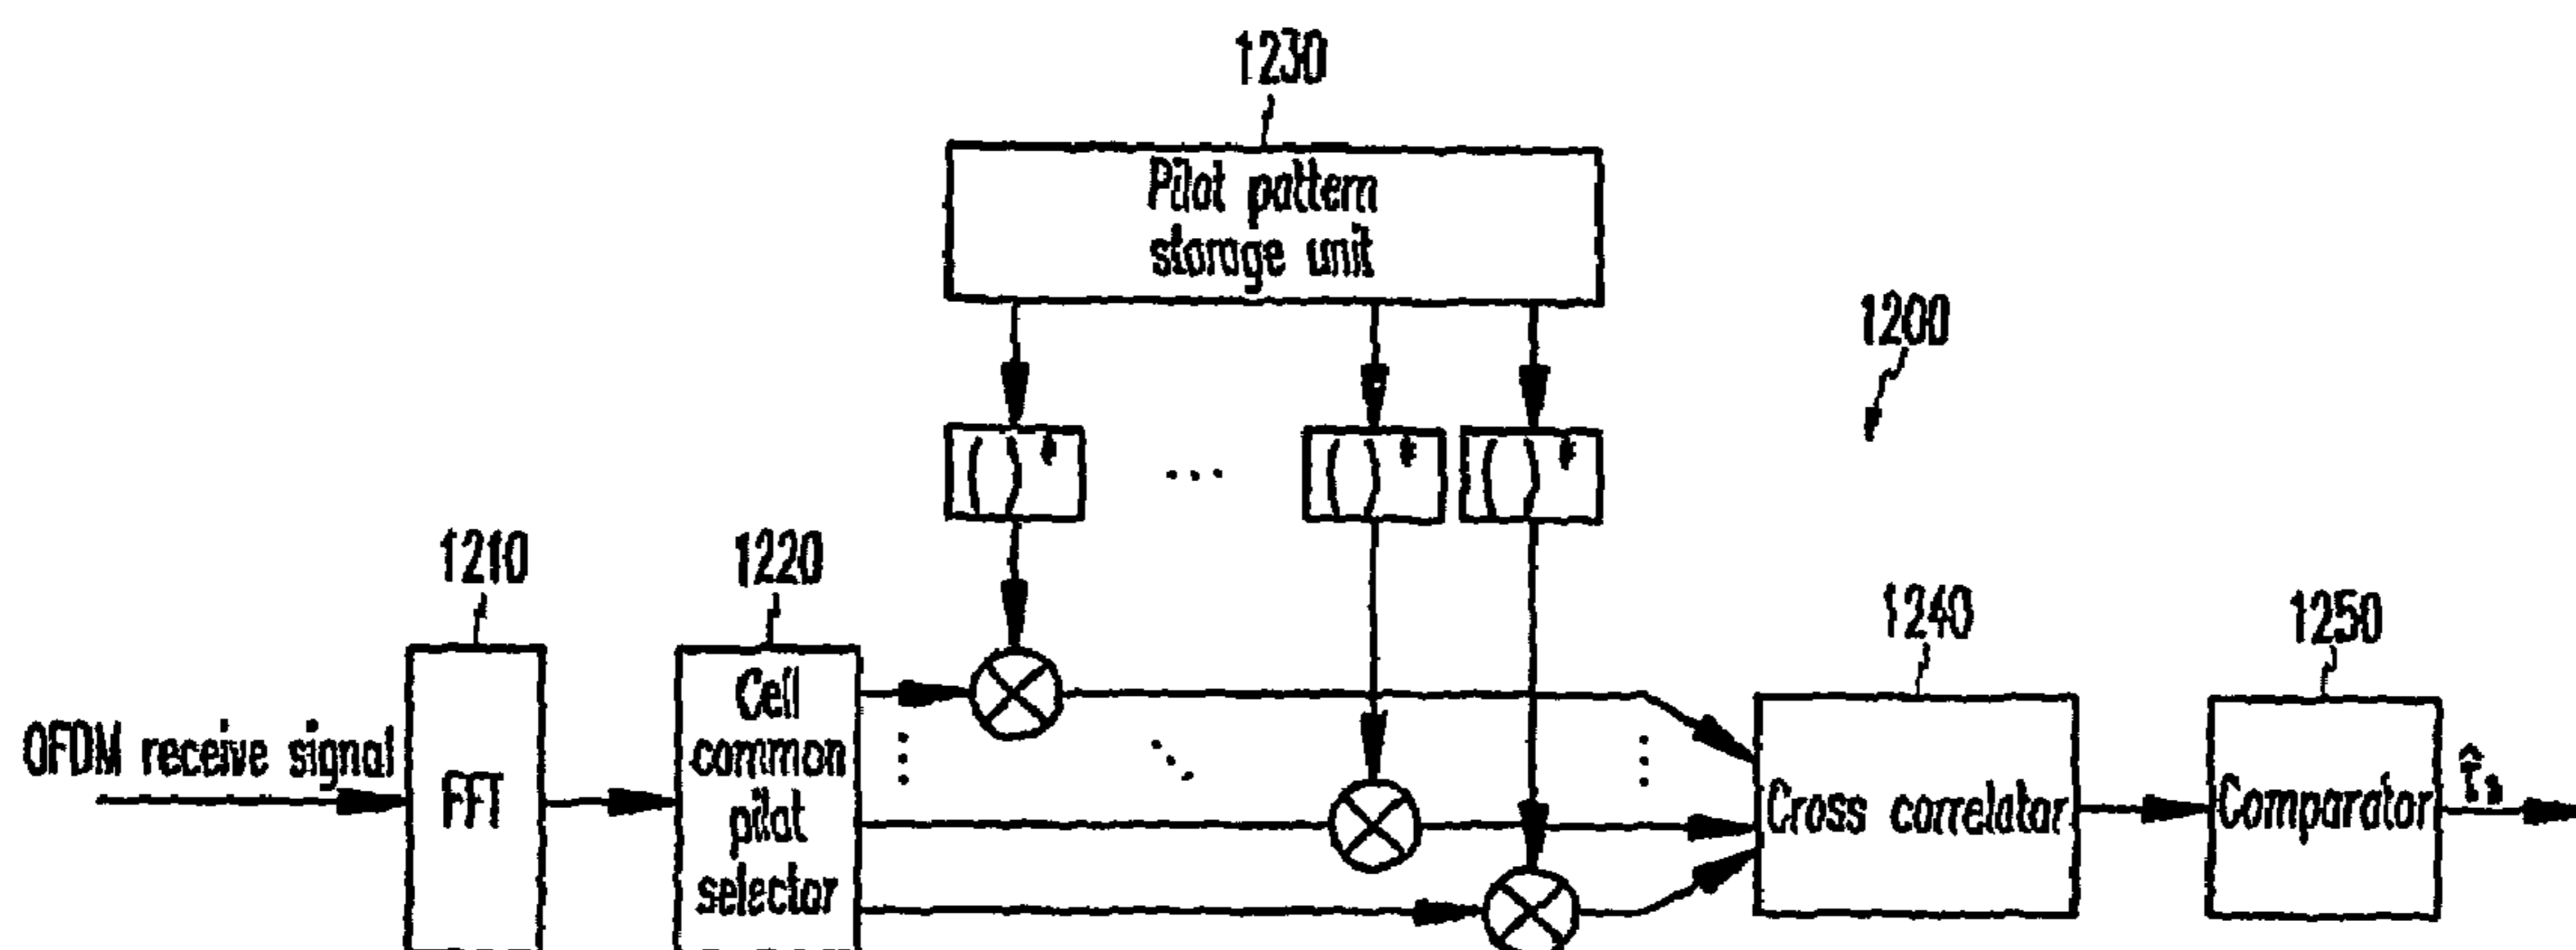 1230
Pilot pattern
storage unit
1200
( )* ... ( )* ( )*
1210
1220
1240
1250
OFDM receive signal
FFT
Cell
common
pilot
selector
Cross correlator
Comparator